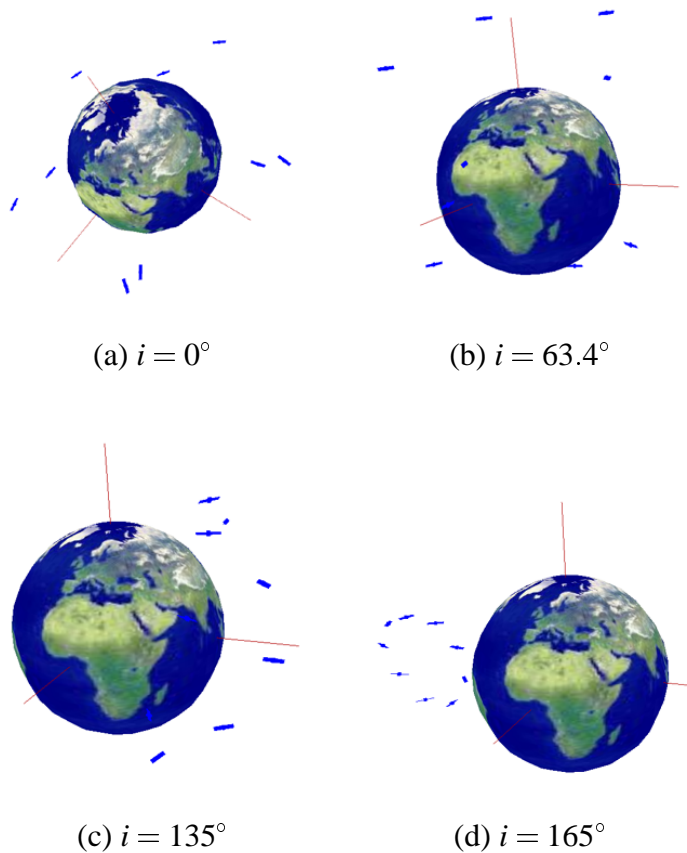 (a) i = 0°
(b) i = 63.4°
(c) i = 135°
(d) i = 165°